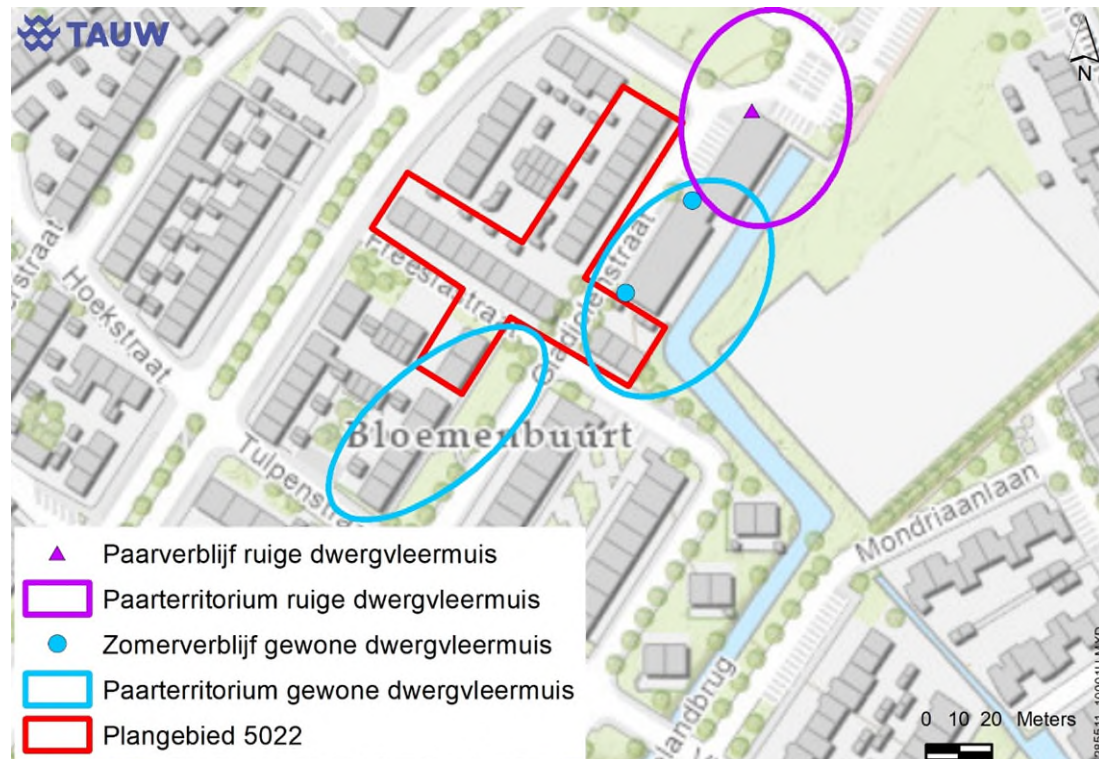 TAUW
N
Hoekstraat
Freesiastraat
Gladiolenstraat
Bloemenbuurt
Tulpenstraat
Mondriaanlaan
landbrug
Paarverblijf ruige dwergvleermuis
Paarterritorium ruige dwergvleermuis
Zomerverblijf gewone dwergvleermuis
Paarterritorium gewone dwergvleermuis
Plangebied 5022
0 10 20 Meters